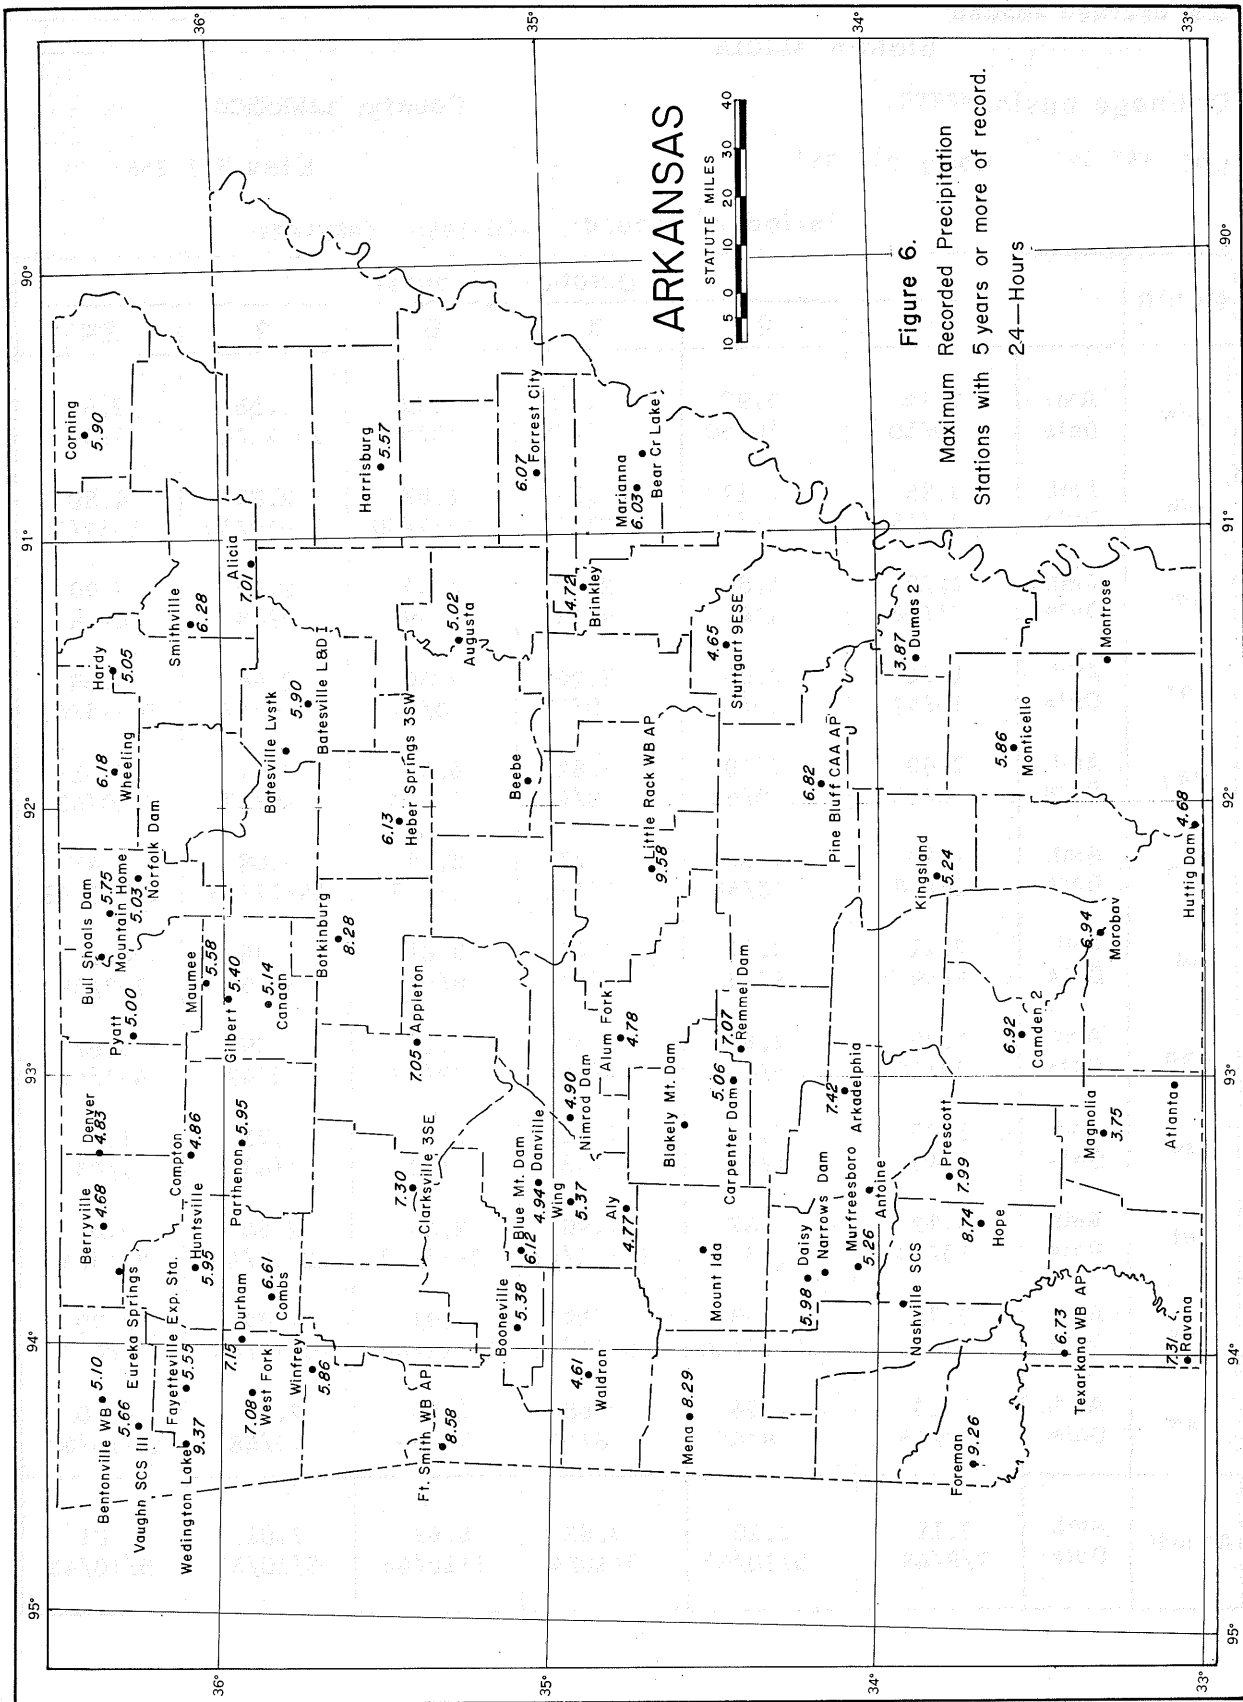 ARKANSAS
STATUTE MILES
10 5 0 10 20 30 40
Figure 6.
Maximum Recorded Precipitation
Stations with 5 years or more of record.
24—Hours
95° 94° 93° 92° 91° 90°
36° 36°
35° 35°
34° 34°
33° 33°
95° 94° 93° 92° 91° 90°
Bentonville WB 5.10
Vaughn SCS III 5.66
Eureka Springs
Berryville
4.68
Denver
4.83
Pyatt
5.00
Bull Shoals Dam
5.75
Mountain Home
5.03
Norfolk Dam
Wheeling
6.18
Hardy
5.05
Smithville
6.28
Corning
5.90
Wedington Lake
9.37
Fayetteville Exp. Sta.
5.55
Huntsville
5.95
Compton
4.86
Maumee
5.58
Gilbert
5.40
Alicia
7.01
Durham
7.15
West Fork
7.08
Combs
6.61
Parthenon 5.95
Canaan
5.14
Batesville Lvstk
Batesville L&D I
5.90
Winfrey
5.86
Botkinburg
8.28
Harrisburg
5.57
Ft. Smith WB AP
8.58
Clarksville 3SE
7.30
Appleton
7.05
Heber Springs 3SW
6.13
Augusta
5.02
Booneville
5.38
Blue Mt. Dam
6.12
Danville
4.94
Beebe
Forrest City
6.07
Waldron
4.61
Wing
5.37
Nimrod Dam
4.90
Brinkley
4.72
Aly
4.77
Alum Fork
4.78
Little Rack WB AP
9.58
Marianna
6.03
Bear Cr Lake
Mena 8.29
Mount Ida
Blakely Mt. Dam
Carpenter Dam
5.06
Remmel Dam
7.07
Stuttgart 9ESE
4.65
Daisy
5.98
Narrows Dam
Murfreesboro
5.26
Antoine
Arkadelphia
7.42
Pine Bluff CAA AP
6.82
Dumas 2
3.87
Nashville SCS
Foreman
9.26
Prescott
7.99
Hope
8.74
Kingsland
5.24
Monticello
5.86
Camden 2
6.92
Texarkana WB AP
6.73
Magnolia
3.75
Morobay
6.94
Montrose
Ravana
7.31
Atlanta
Huttig Dam
4.68